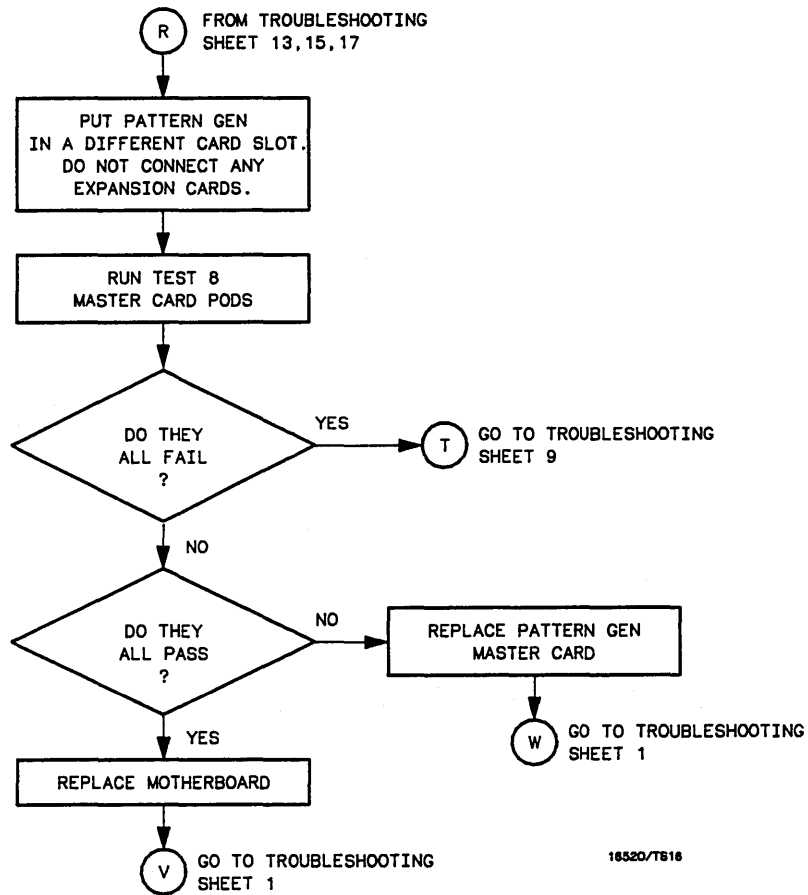 R
FROM TROUBLESHOOTING
SHEET 13,15,17
PUT PATTERN GEN
IN A DIFFERENT CARD SLOT.
DO NOT CONNECT ANY
EXPANSION CARDS.
RUN TEST 8
MASTER CARD PODS
DO THEY
ALL FAIL
?
YES
T
GO TO TROUBLESHOOTING
SHEET 9
NO
DO THEY
ALL PASS
?
NO
REPLACE PATTERN GEN
MASTER CARD
W
GO TO TROUBLESHOOTING
SHEET 1
YES
REPLACE MOTHERBOARD
V
GO TO TROUBLESHOOTING
SHEET 1
16520/TS16